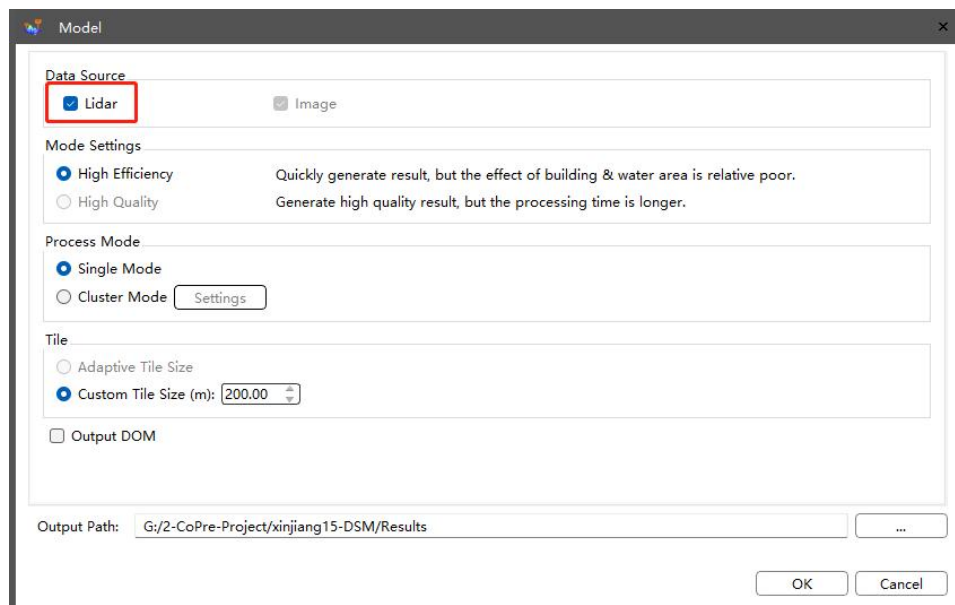 Model
Data Source
Lidar Image
Mode Settings
High Efficiency Quickly generate result, but the effect of building & water area is relative poor.
High Quality Generate high quality result, but the processing time is longer.
Process Mode
Single Mode
Cluster Mode Settings
Tile
Adaptive Tile Size
Custom Tile Size (m): 200.00
Output DOM
Output Path: G:/2-CoPre-Project/xinjiang15-DSM/Results ...
OK Cancel